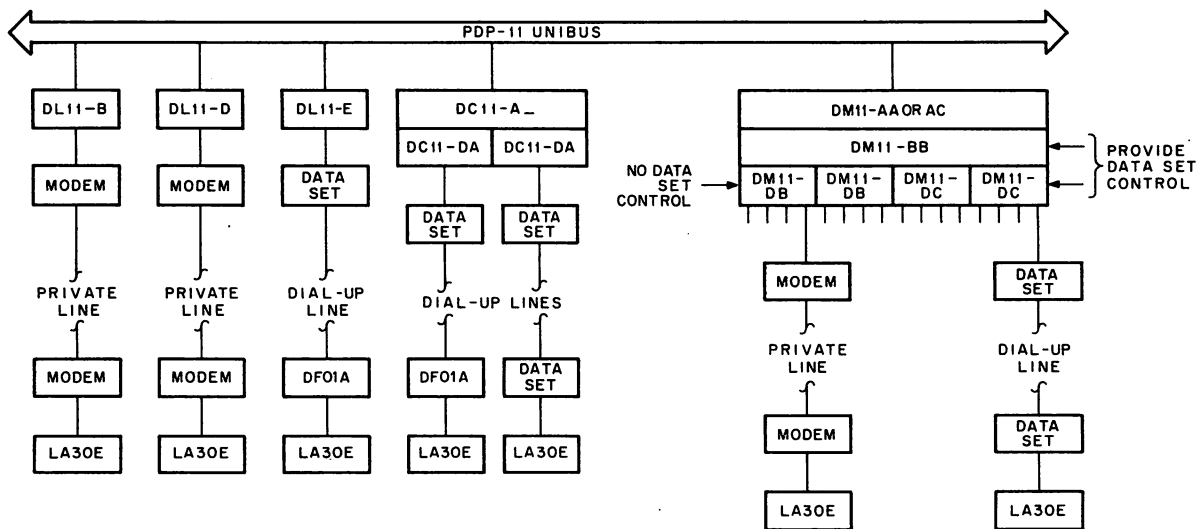 PDP-11 UNIBUS
DL11-B
DL11-D
DL11-E
DC11-A_
DC11-DA
DC11-DA
DM11-AA OR AC
DM11-BB
DM11-DB
DM11-DB
DM11-DC
DM11-DC
NO DATA
SET
CONTROL
PROVIDE
DATA SET
CONTROL
MODEM
MODEM
DATA
SET
DATA
SET
DATA
SET
MODEM
DATA
SET
PRIVATE
LINE
PRIVATE
LINE
DIAL-UP
LINE
DIAL-UP LINES
PRIVATE
LINE
DIAL-UP
LINE
MODEM
MODEM
DF01A
DF01A
DATA
SET
MODEM
DATA
SET
LA30E
LA30E
LA30E
LA30E
LA30E
LA30E
LA30E